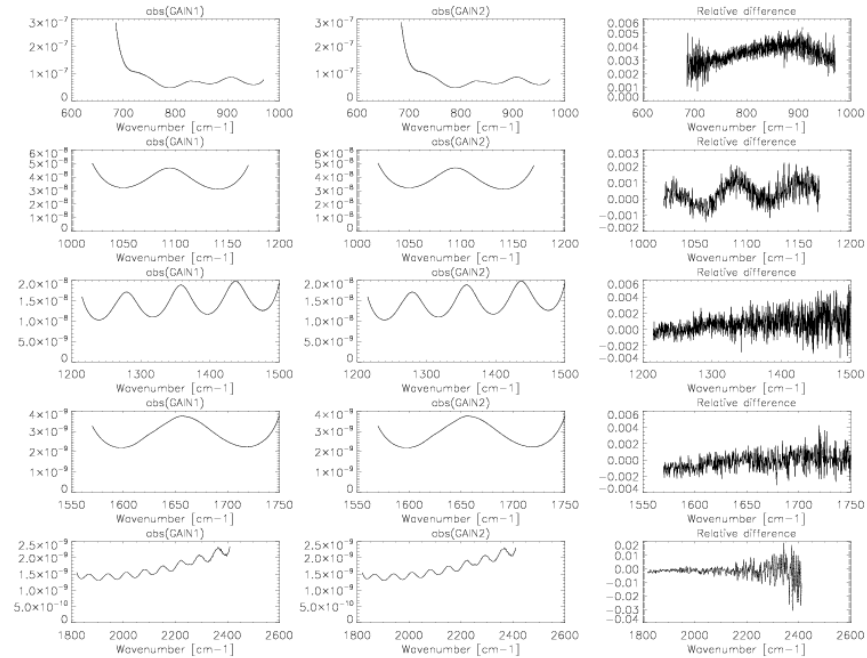 abs(GAIN1) abs(GAIN2) Relative difference
3×10⁻⁷ 3×10⁻⁷ 0.006
0.005
0.004
0.003
1×10⁻⁷ 1×10⁻⁷ 0.002
0.001
0 0 0.000
600 700 800 900 1000 600 700 800 900 1000 600 700 800 900 1000
Wavenumber [cm-1] Wavenumber [cm-1] Wavenumber [cm-1]
abs(GAIN1) abs(GAIN2) Relative difference
6×10⁻⁸ 6×10⁻⁸ 0.003
5×10⁻⁸ 5×10⁻⁸ 0.002
4×10⁻⁸ 4×10⁻⁸ 0.001
3×10⁻⁸ 3×10⁻⁸ 0.000
2×10⁻⁸ 2×10⁻⁸ −0.001
1×10⁻⁸ 1×10⁻⁸ −0.002
0 0
1000 1050 1100 1150 1200 1000 1050 1100 1150 1200 1000 1050 1100 1150 1200
Wavenumber [cm-1] Wavenumber [cm-1] Wavenumber [cm-1]
abs(GAIN1) abs(GAIN2) Relative difference
2.0×10⁻⁸ 2.0×10⁻⁸ 0.006
1.5×10⁻⁸ 1.5×10⁻⁸ 0.004
1.0×10⁻⁸ 1.0×10⁻⁸ 0.002
0.000
5.0×10⁻⁹ 5.0×10⁻⁹ −0.002
0 0 −0.004
1200 1300 1400 1500 1200 1300 1400 1500 1200 1300 1400 1500
Wavenumber [cm-1] Wavenumber [cm-1] Wavenumber [cm-1]
abs(GAIN1) abs(GAIN2) Relative difference
4×10⁻⁹ 4×10⁻⁹ 0.006
3×10⁻⁹ 3×10⁻⁹ 0.004
0.002
2×10⁻⁹ 2×10⁻⁹ 0.000
1×10⁻⁹ 1×10⁻⁹ −0.002
0 0 −0.004
1550 1600 1650 1700 1750 1550 1600 1650 1700 1750 1550 1600 1650 1700 1750
Wavenumber [cm-1] Wavenumber [cm-1] Wavenumber [cm-1]
abs(GAIN1) abs(GAIN2) Relative difference
2.5×10⁻⁹ 2.5×10⁻⁹ 0.02
2.0×10⁻⁹ 2.0×10⁻⁹ 0.01
1.5×10⁻⁹ 1.5×10⁻⁹ −0.00
−0.01
1.0×10⁻⁹ 1.0×10⁻⁹ −0.02
5.0×10⁻¹⁰ 5.0×10⁻¹⁰ −0.03
0 0 −0.04
1800 2000 2200 2400 2600 1800 2000 2200 2400 2600 1800 2000 2200 2400 2600
Wavenumber [cm-1] Wavenumber [cm-1] Wavenumber [cm-1]